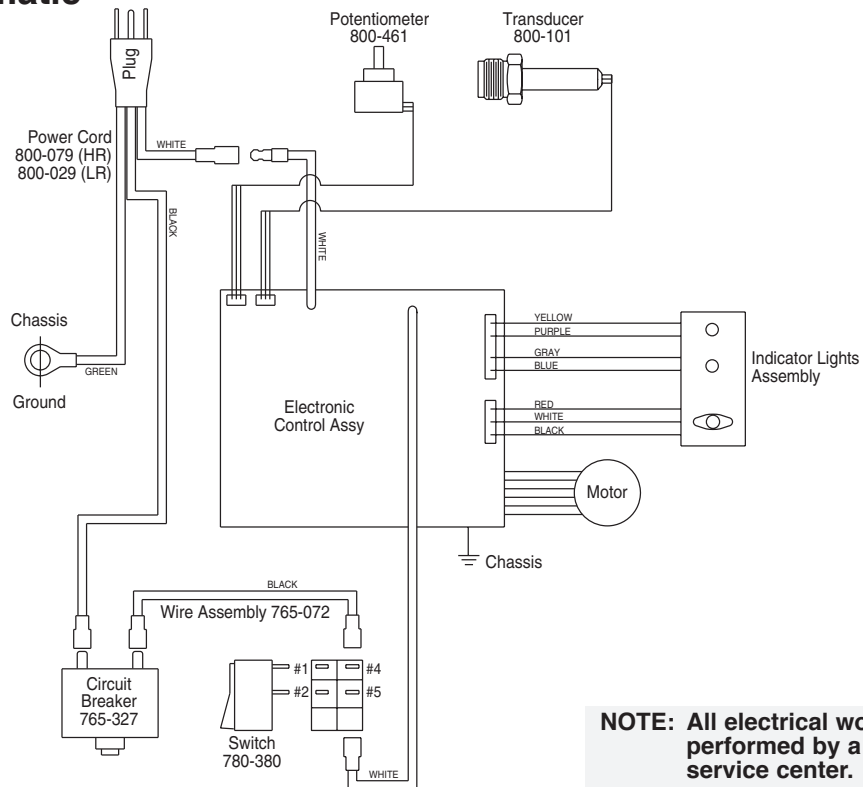 Plug
Potentiometer
800-461
Transducer
800-101
Power Cord
800-079 (HR)
800-029 (LR)
WHITE
BLACK
WHITE
Chassis
GREEN
Ground
Electronic
Control Assy
YELLOW
PURPLE
GRAY
BLUE
RED
WHITE
BLACK
Indicator Lights
Assembly
Motor
Chassis
BLACK
Wire Assembly 765-072
Circuit
Breaker
765-327
#1
#4
#2
#5
Switch
780-380
WHITE
NOTE: All electrical wo
performed by a
service center.